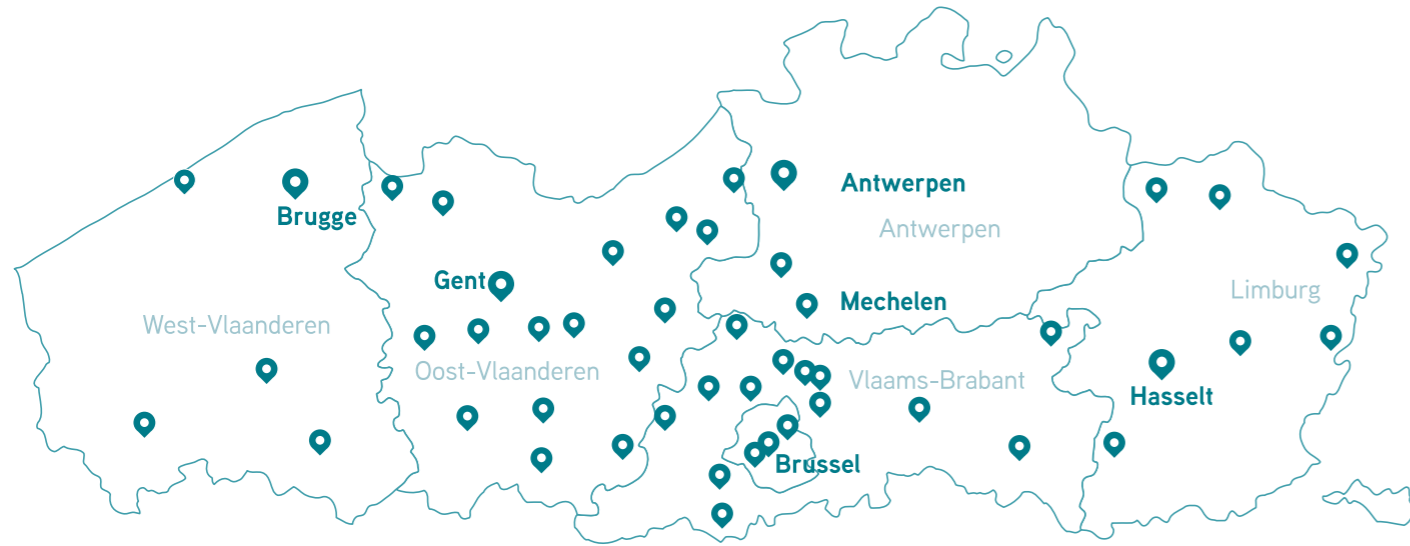 Antwerpen
Brugge
Antwerpen
Gent
Limburg
Mechelen
West-Vlaanderen
Oost-Vlaanderen
Vlaams-Brabant
Hasselt
Brussel